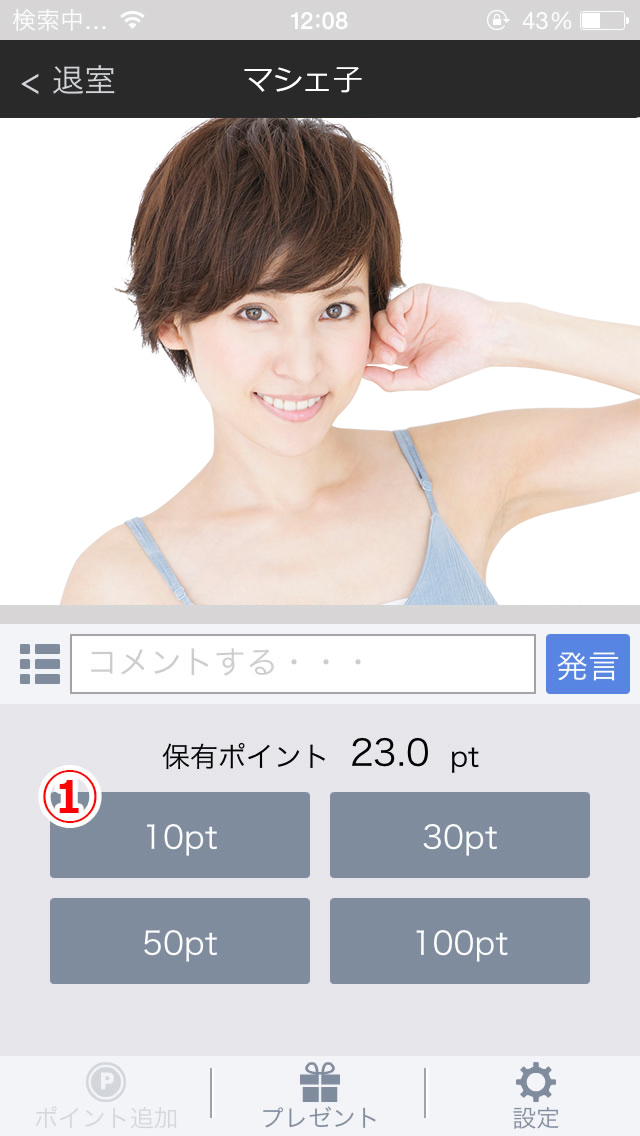 検索中... 12:08 43%
< 退室 マシェ子
コメントする・・・ 発言
保有ポイント 23.0 pt
①
10pt 30pt
50pt 100pt
P
ポイント追加 プレゼント 設定